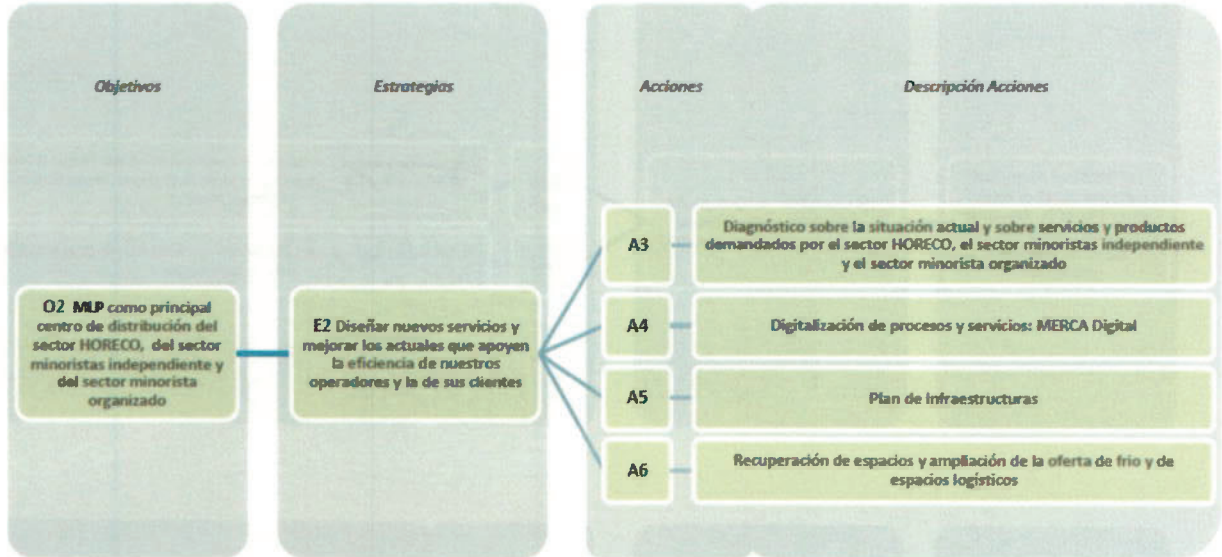 Objetivos
Estrategias
Acciones
Descripción Acciones
O2 MLP como principal
centro de distribución del
sector HORECO, del sector
minoristas independiente y
del sector minorista
organizado
E2 Diseñar nuevos servicios y
mejorar los actuales que apoyen
la eficiencia de nuestros
operadores y la de sus clientes
A3
Diagnóstico sobre la situación actual y sobre servicios y productos
demandados por el sector HORECO, el sector minoristas independiente
y el sector minorista organizado
A4
Digitalización de procesos y servicios: MERCA Digital
A5
Plan de Infraestructuras
A6
Recuperación de espacios y ampliación de la oferta de frio y de
espacios logísticos